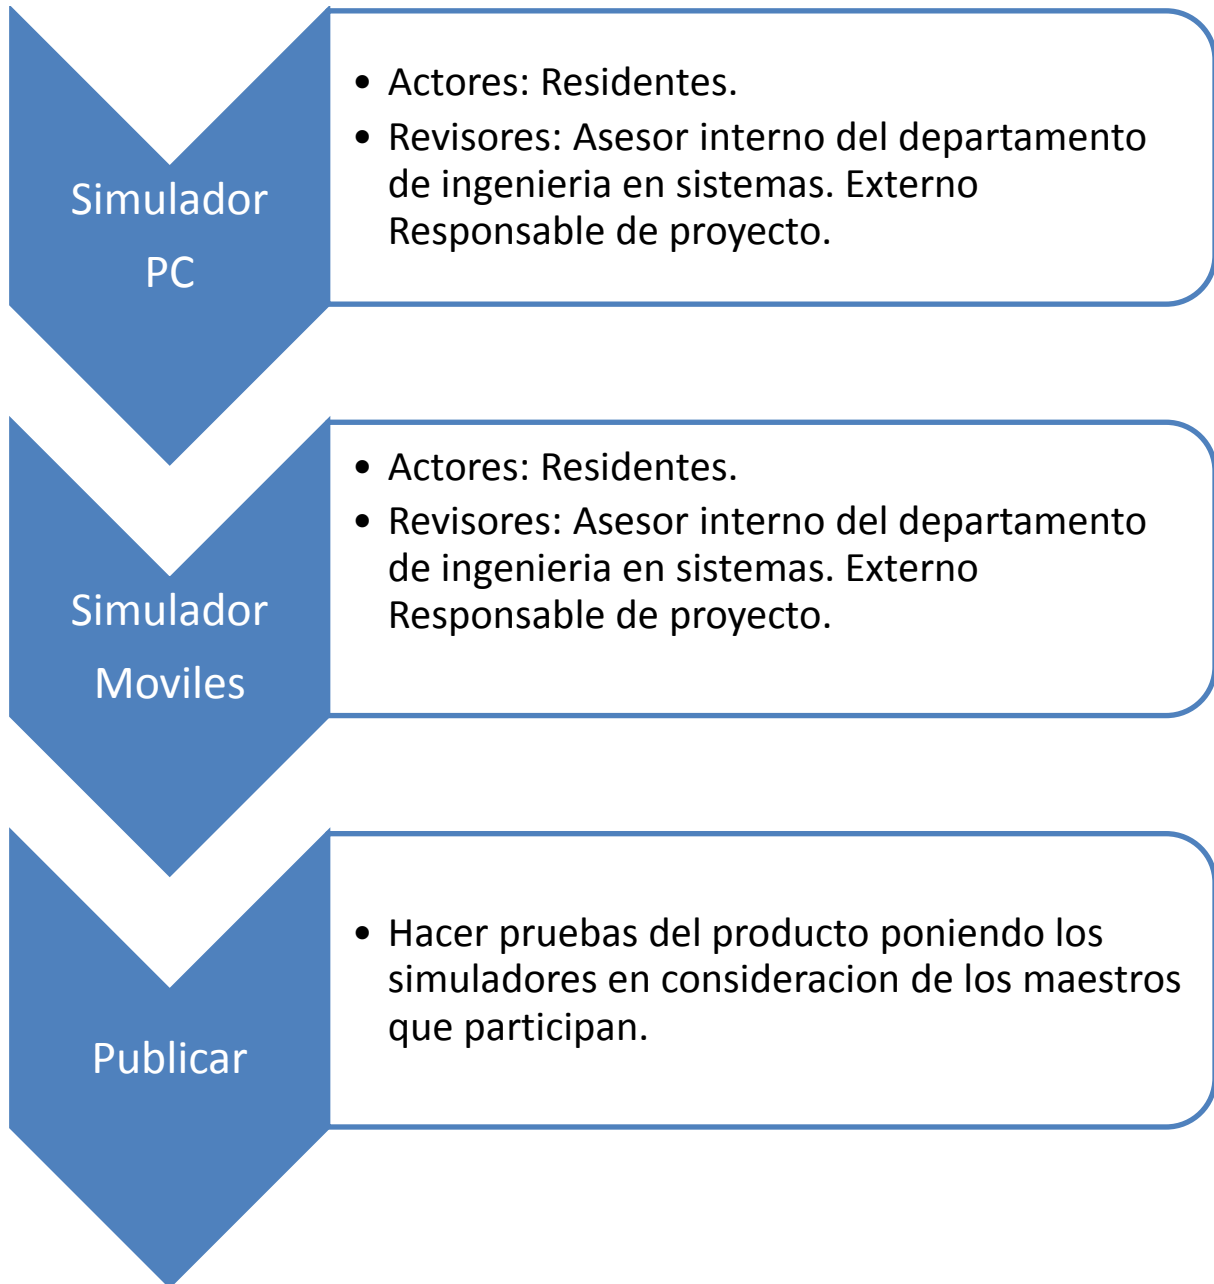 Simulador
PC
• Actores: Residentes.
• Revisores: Asesor interno del departamento
de ingenieria en sistemas. Externo
Responsable de proyecto.
Simulador
Moviles
• Actores: Residentes.
• Revisores: Asesor interno del departamento
de ingenieria en sistemas. Externo
Responsable de proyecto.
Publicar
• Hacer pruebas del producto poniendo los
simuladores en consideracion de los maestros
que participan.